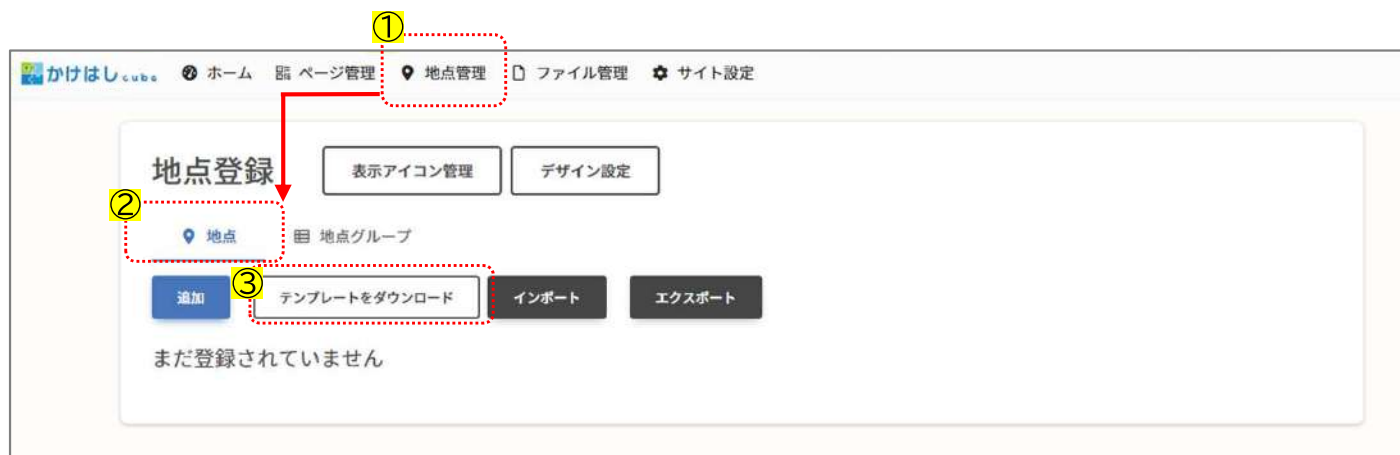 ①
かけはしcube。 ホーム ページ管理 地点管理 ファイル管理 サイト設定
地点登録 表示アイコン管理 デザイン設定
②
地点 地点グループ
③
追加 テンプレートをダウンロード インポート エクスポート
まだ登録されていません